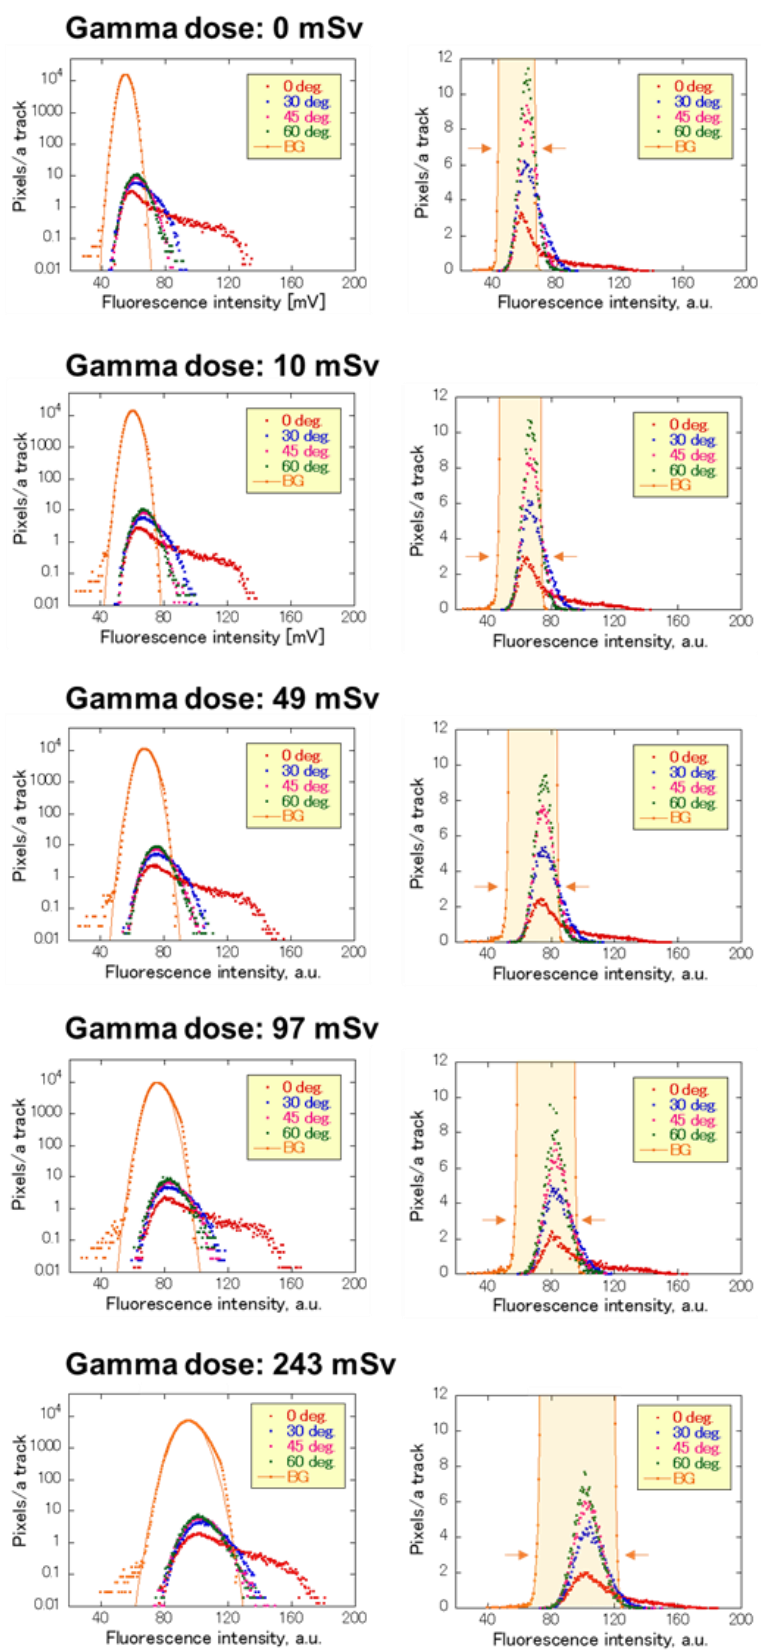 Gamma dose: 0 mSv
Pixels/a track
10⁴
1000
100
10
1
0.1
0.01
0 deg.
30 deg.
45 deg.
60 deg.
BG
40 80 120 160 200
Fluorescence intensity [mV]
Pixels/a track
12
10
8
6
4
2
0
0 deg.
30 deg.
45 deg.
60 deg.
BG
40 80 120 160 200
Fluorescence intensity, a.u.
Gamma dose: 10 mSv
Pixels/a track
10⁴
1000
100
10
1
0.1
0.01
0 deg.
30 deg.
45 deg.
60 deg.
BG
40 80 120 160 200
Fluorescence intensity [mV]
Pixels/a track
12
10
8
6
4
2
0
0 deg.
30 deg.
45 deg.
60 deg.
BG
40 80 120 160 200
Fluorescence intensity, a.u.
Gamma dose: 49 mSv
Pixels/a track
10⁴
1000
100
10
1
0.1
0.01
0 deg.
30 deg.
45 deg.
60 deg.
BG
40 80 120 160 200
Fluorescence intensity, a.u.
Pixels/a track
12
10
8
6
4
2
0
0 deg.
30 deg.
45 deg.
60 deg.
BG
40 80 120 160 200
Fluorescence intensity, a.u.
Gamma dose: 97 mSv
Pixels/a track
10⁴
1000
100
10
1
0.1
0.01
0 deg.
30 deg.
45 deg.
60 deg.
BG
40 80 120 160 200
Fluorescence intensity, a.u.
Pixels/a track
12
10
8
6
4
2
0
0 deg.
30 deg.
45 deg.
60 deg.
BG
40 80 120 160 200
Fluorescence intensity, a.u.
Gamma dose: 243 mSv
Pixels/a track
10⁴
1000
100
10
1
0.1
0.01
0 deg.
30 deg.
45 deg.
60 deg.
BG
40 80 120 160 200
Fluorescence intensity, a.u.
Pixels/a track
12
10
8
6
4
2
0
0 deg.
30 deg.
45 deg.
60 deg.
BG
40 80 120 160 200
Fluorescence intensity, a.u.